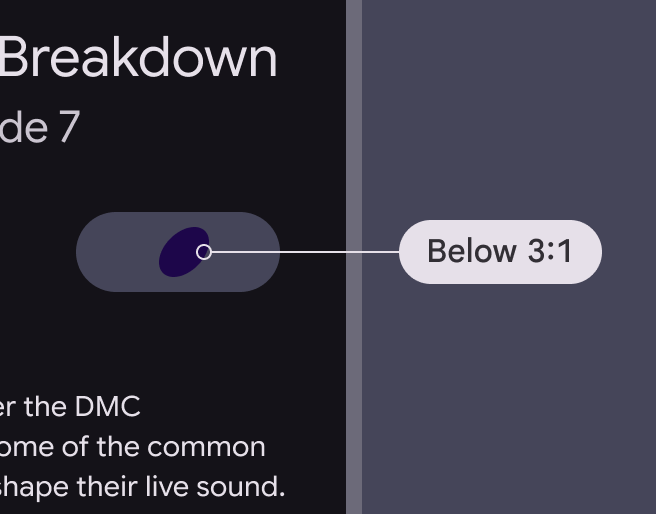 Breakdown
de 7
Below 3:1
er the DMC
ome of the common
shape their live sound.